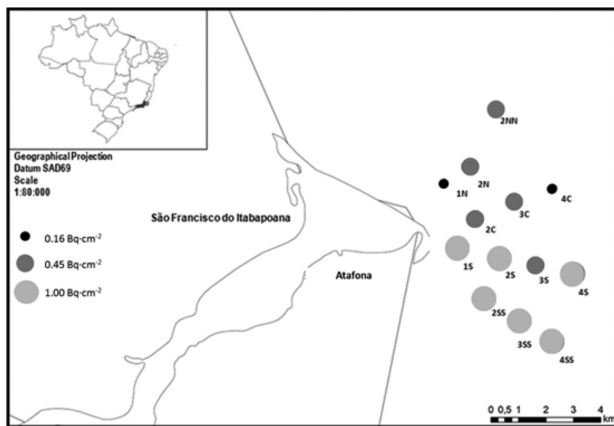 Geographical Projection
Datum SAD69
Scale
1:80:000
São Francisco do Itabapoana
Atafona
0.16 Bq·cm⁻²
0.45 Bq·cm⁻²
1.00 Bq·cm⁻²
2NN
2N
1N
4C
3C
2C
1S
2S
3S
4S
2SS
3SS
4SS
0 0,5 1 2 3 4
km